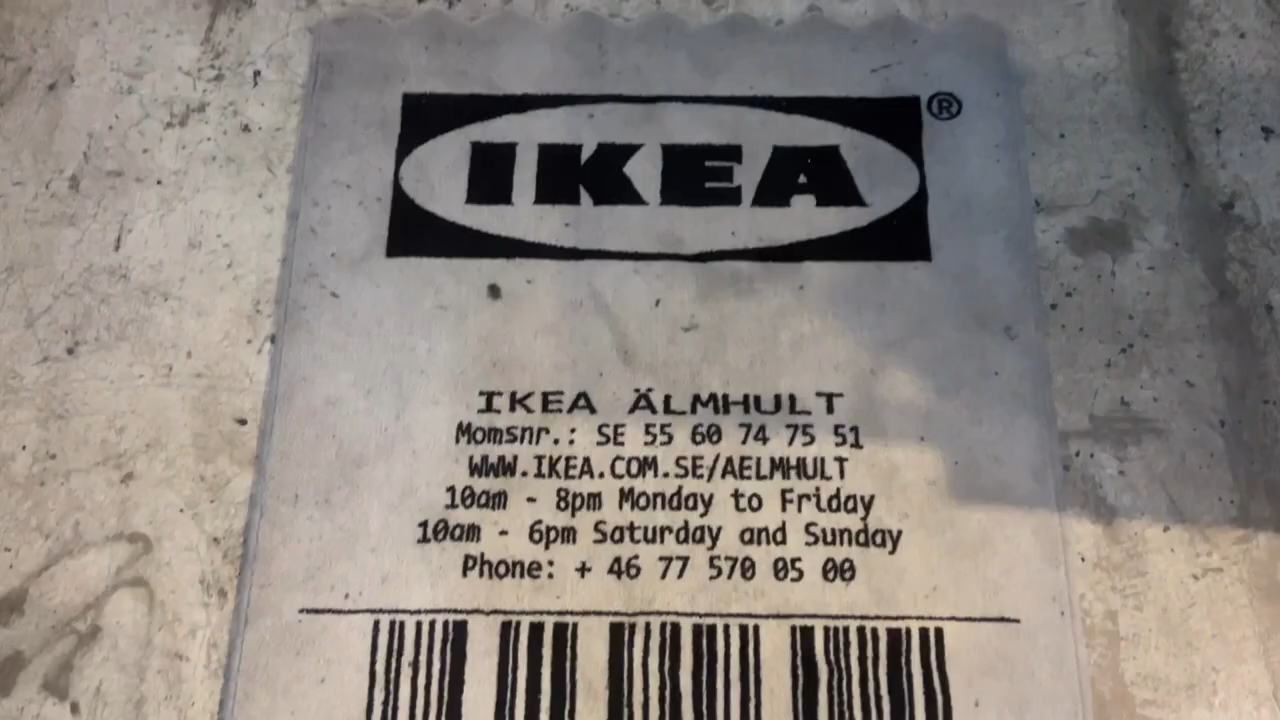 IKEA®
IKEA ÄLMHULT
Momsnr.: SE 55 60 74 75 51
WWW.IKEA.COM.SE/AELMHULT
10am - 8pm Monday to Friday
10am - 6pm Saturday and Sunday
Phone: + 46 77 570 05 00